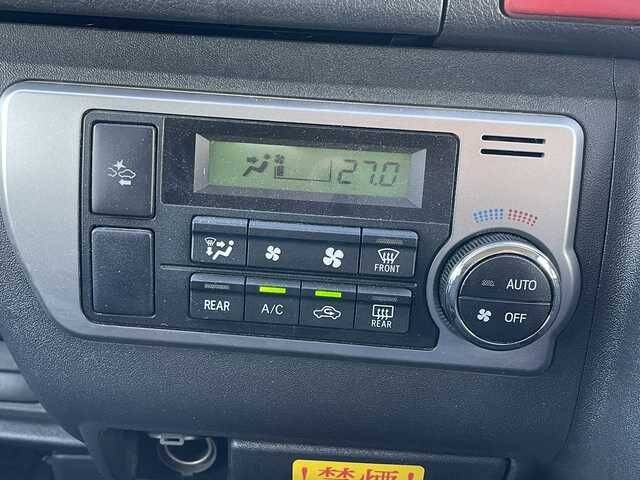 27.0
FRONT
AUTO
REAR A/C REAR
OFF
!禁煙!